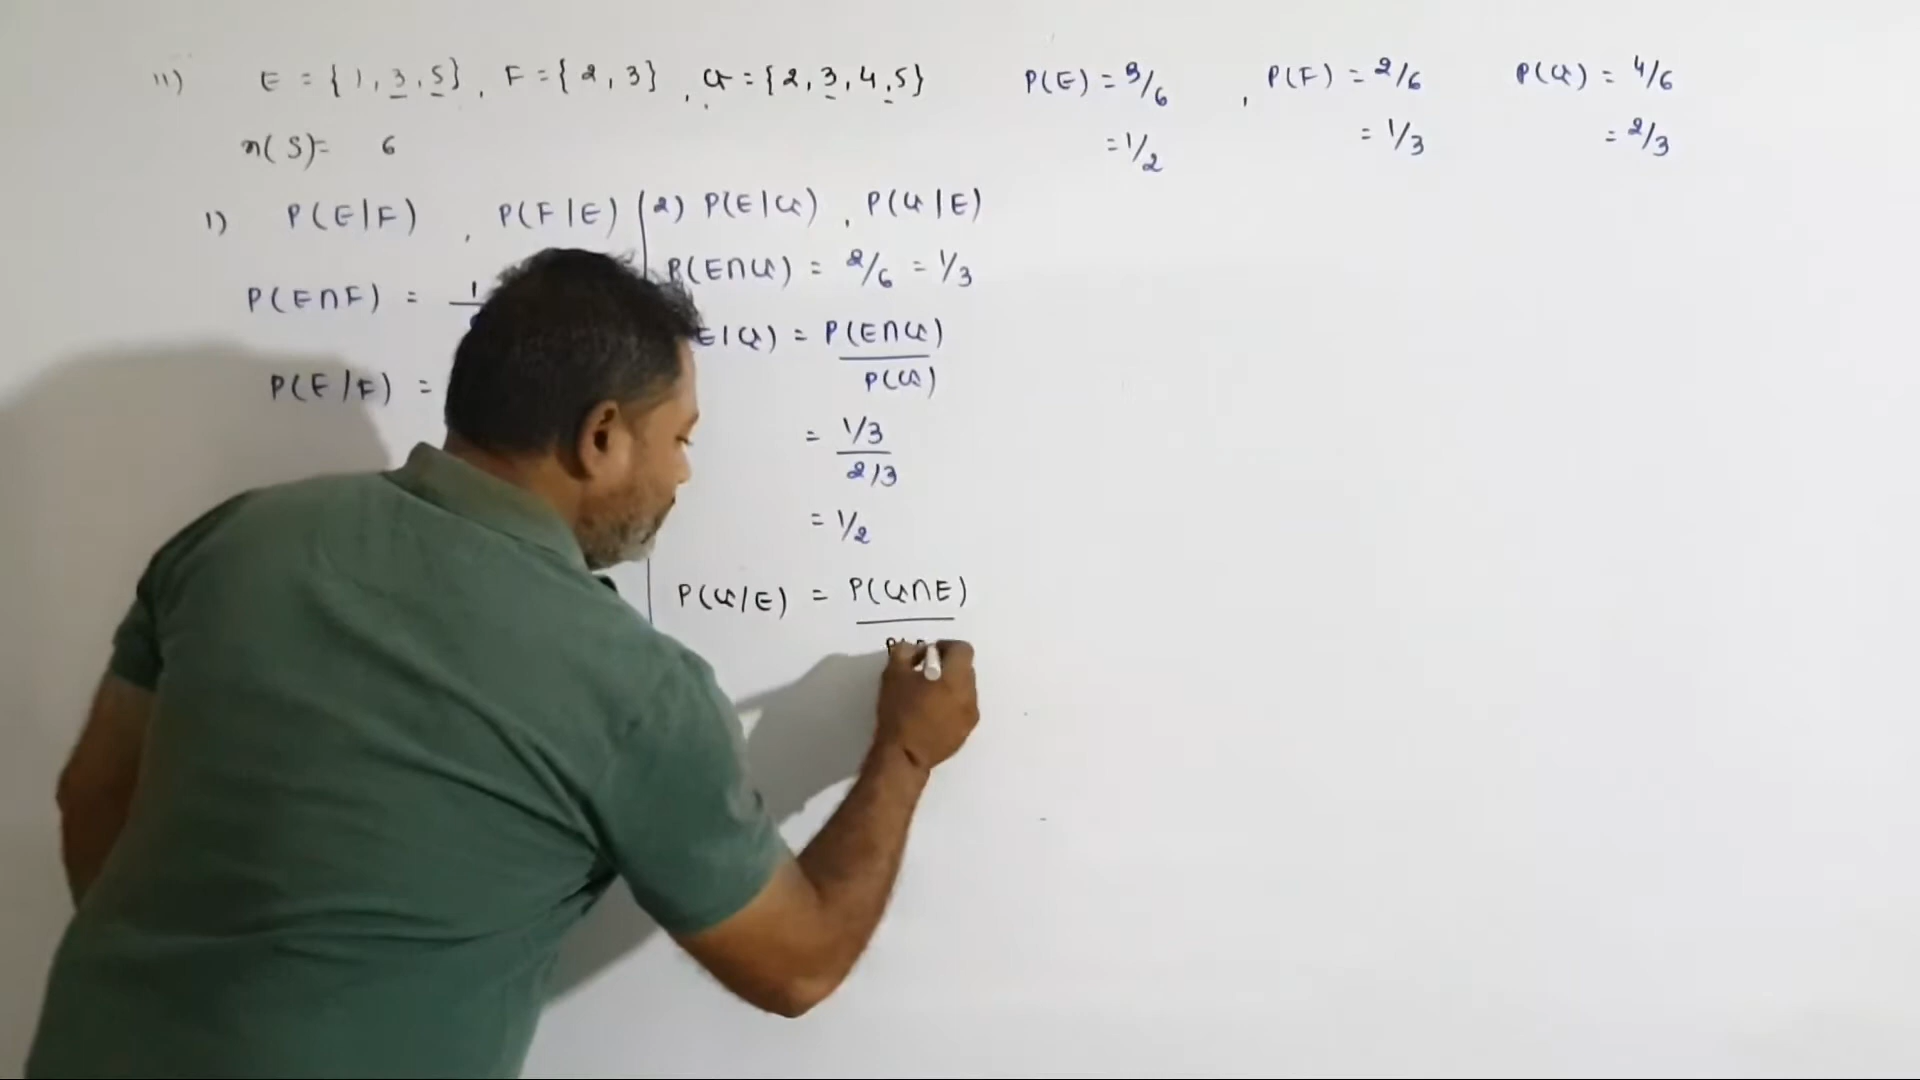 11) E = {1, 3, 5}, F = {2, 3}, G = {2, 3, 4, 5} P(E) = 3/6, P(F) = 2/6 P(G) = 4/6
= 1/2 = 1/3 = 2/3
n(S) = 6
1) P(E|F), P(F|E)
P(E∩F) = 1
P(E/F) =
2) P(E|G), P(G|E)
P(E∩G) = 2/6 = 1/3
E|G) = P(E∩G)
P(G)
= 1/3
2/3
= 1/2
P(G/E) = P(G∩E)